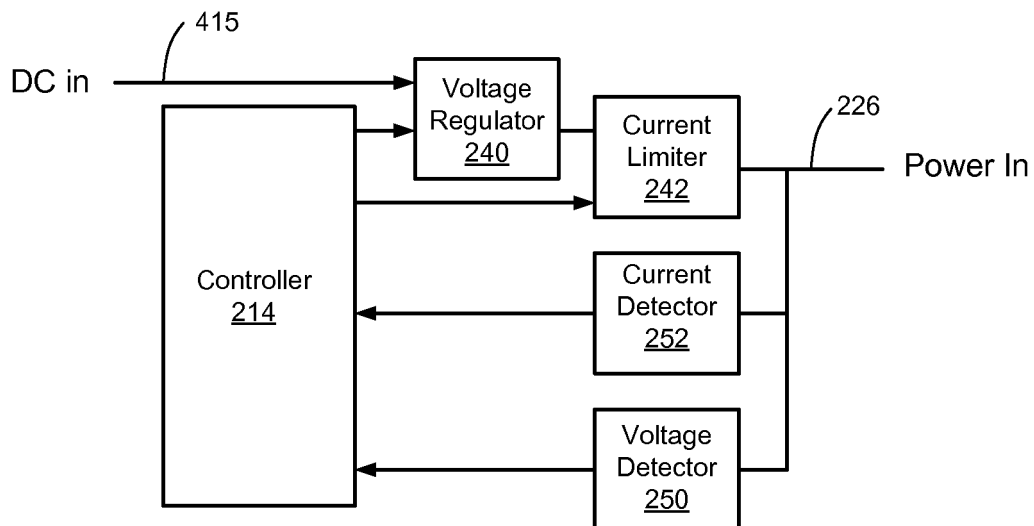 415
DC in
Voltage
Regulator
240
Current
Limiter
242
226
Power In
Controller
214
Current
Detector
252
Voltage
Detector
250